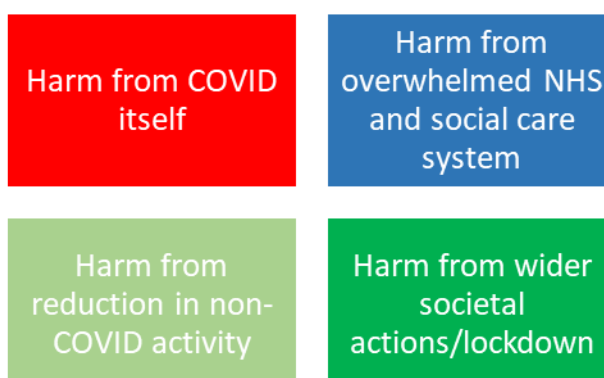 Harm from COVID
itself
Harm from
overwhelmed NHS
and social care
system
Harm from
reduction in non-
COVID activity
Harm from wider
societal
actions/lockdown